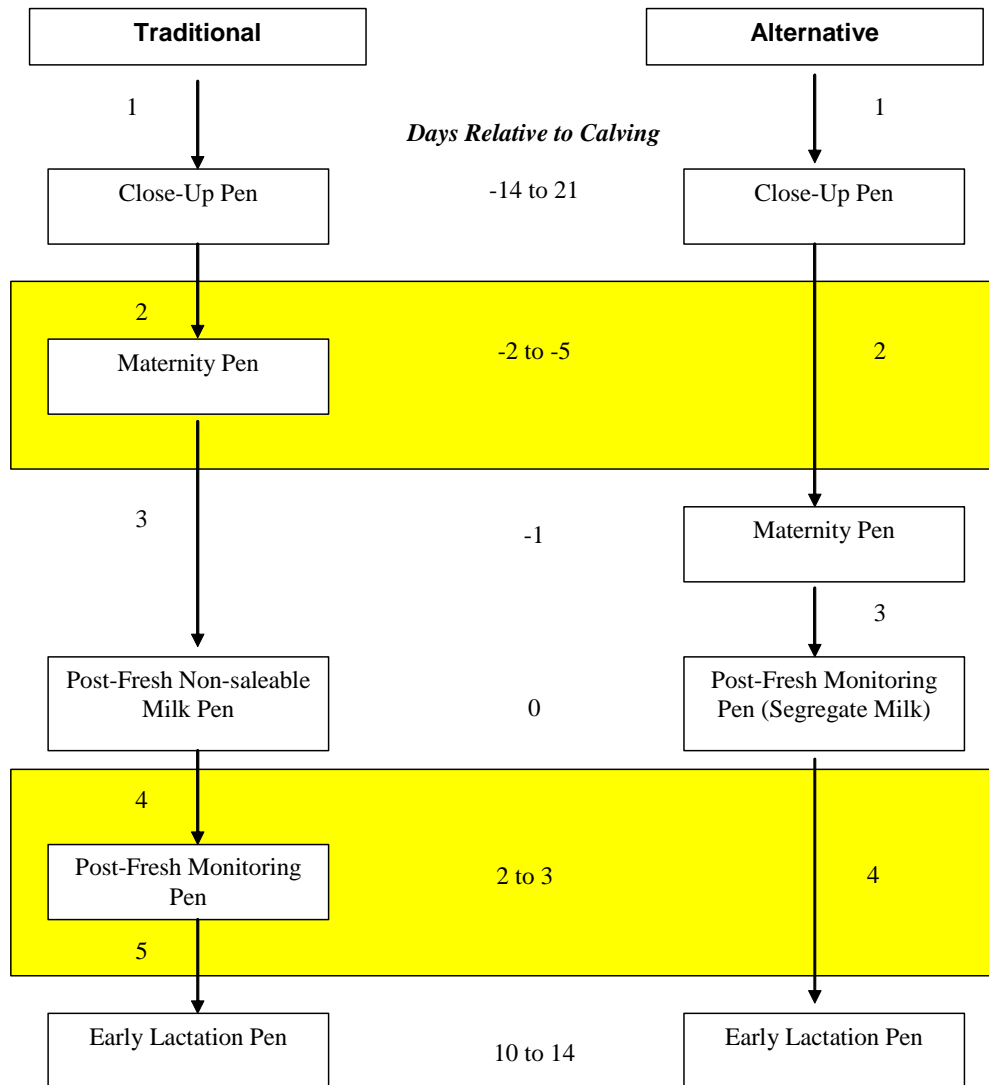 Traditional
Alternative
1
1
Days Relative to Calving
Close-Up Pen
-14 to 21
Close-Up Pen
2
Maternity Pen
-2 to -5
2
3
-1
Maternity Pen
3
Post-Fresh Non-saleable
Milk Pen
0
Post-Fresh Monitoring
Pen (Segregate Milk)
4
Post-Fresh Monitoring
Pen
2 to 3
4
5
Early Lactation Pen
10 to 14
Early Lactation Pen